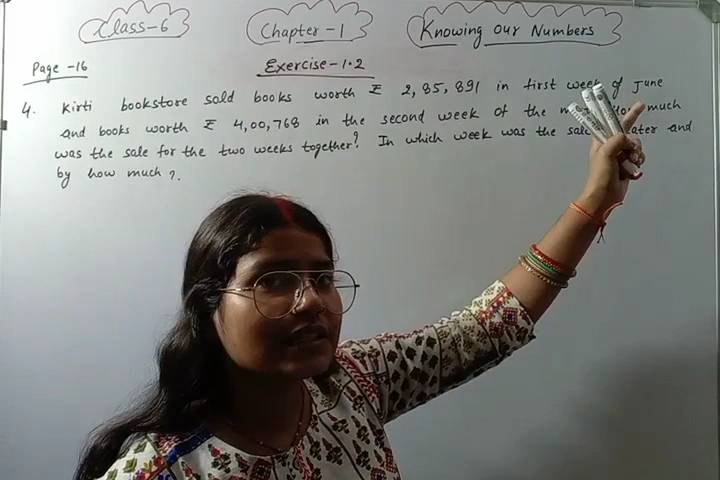 Class-6
Chapter-1
Knowing Our Numbers
Page-16
Exercise-1.2
4. Kirti bookstore sold books worth ₹ 2,85,891 in first week of June
and books worth ₹ 4,00,768 in the second week of the much
was the sale for the two weeks together? In which week was the and
by how much ?